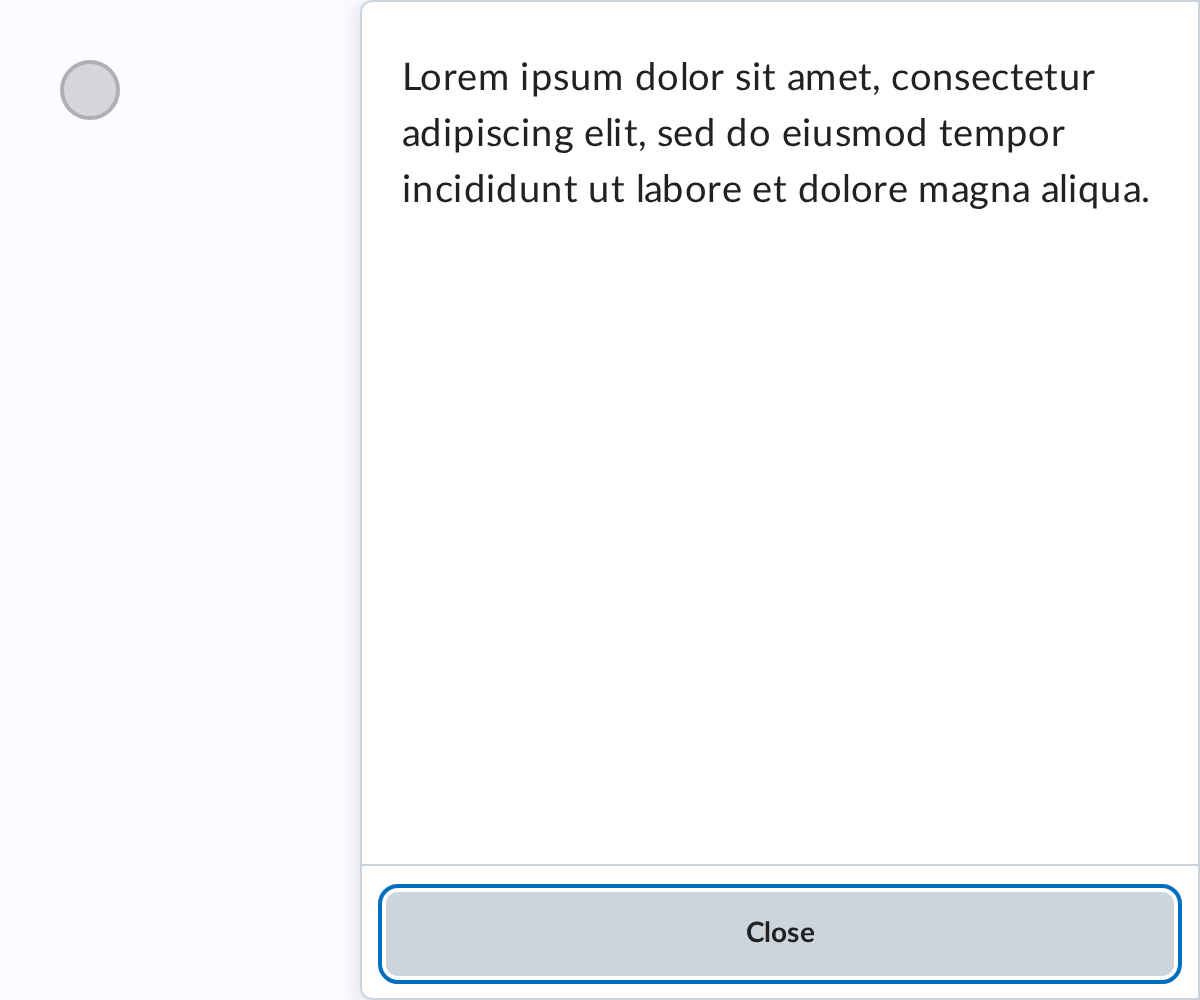 Lorem ipsum dolor sit amet, consectetur
adipiscing elit, sed do eiusmod tempor
incididunt ut labore et dolore magna aliqua.
Close